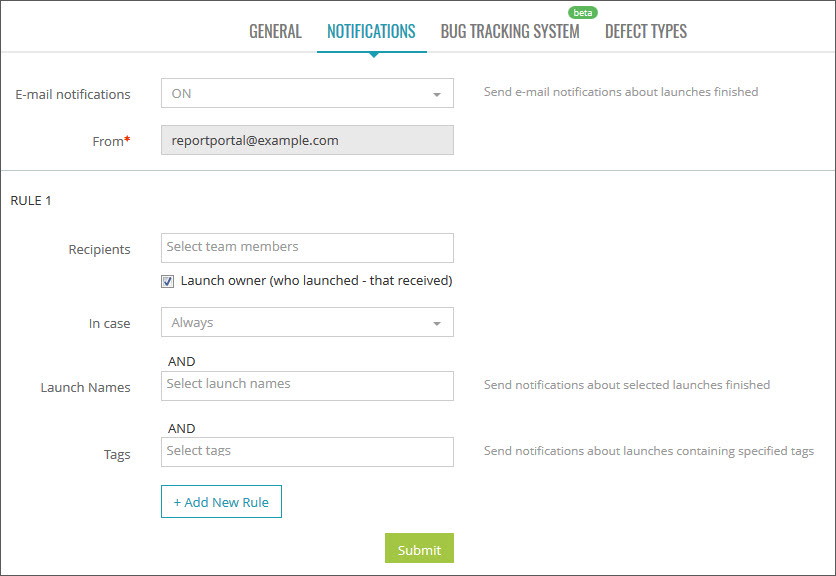 beta
GENERAL NOTIFICATIONS BUG TRACKING SYSTEM DEFECT TYPES
E-mail notifications ON Send e-mail notifications about launches finished
From* reportportal@example.com
RULE 1
Recipients Select team members
Launch owner (who launched - that received)
In case Always
AND
Launch Names Select launch names Send notifications about selected launches finished
AND
Tags Select tags Send notifications about launches containing specified tags
+ Add New Rule
Submit